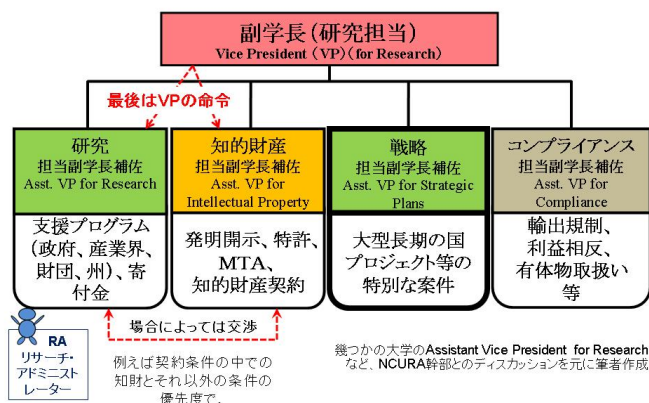 副学長(研究担当)
Vice President (VP)(for Research)
最後はVPの命令
研究
担当副学長補佐
Asst. VP for Research
知的財産
担当副学長補佐
Asst. VP for
Intellectual Property
戦略
担当副学長補佐
Asst. VP for Strategic
Plans
コンプライアンス
担当副学長補佐
Asst. VP for
Compliance
支援プログラム
(政府、産業界、
財団、州)、寄
付金
発明開示、特許、
MTA、
知的財産契約
大型長期の国
プロジェクト等の
特別な案件
輸出規制、
利益相反、
有体物取扱い
等
場合によっては交渉
RA
リサーチ・
アドミニスト
レーター
例えば契約条件の中での
知財とそれ以外の条件の
優先度で、
幾つかの大学のAssistant Vice President for Research
など、NCURA幹部とのディスカッションを元に筆者作成